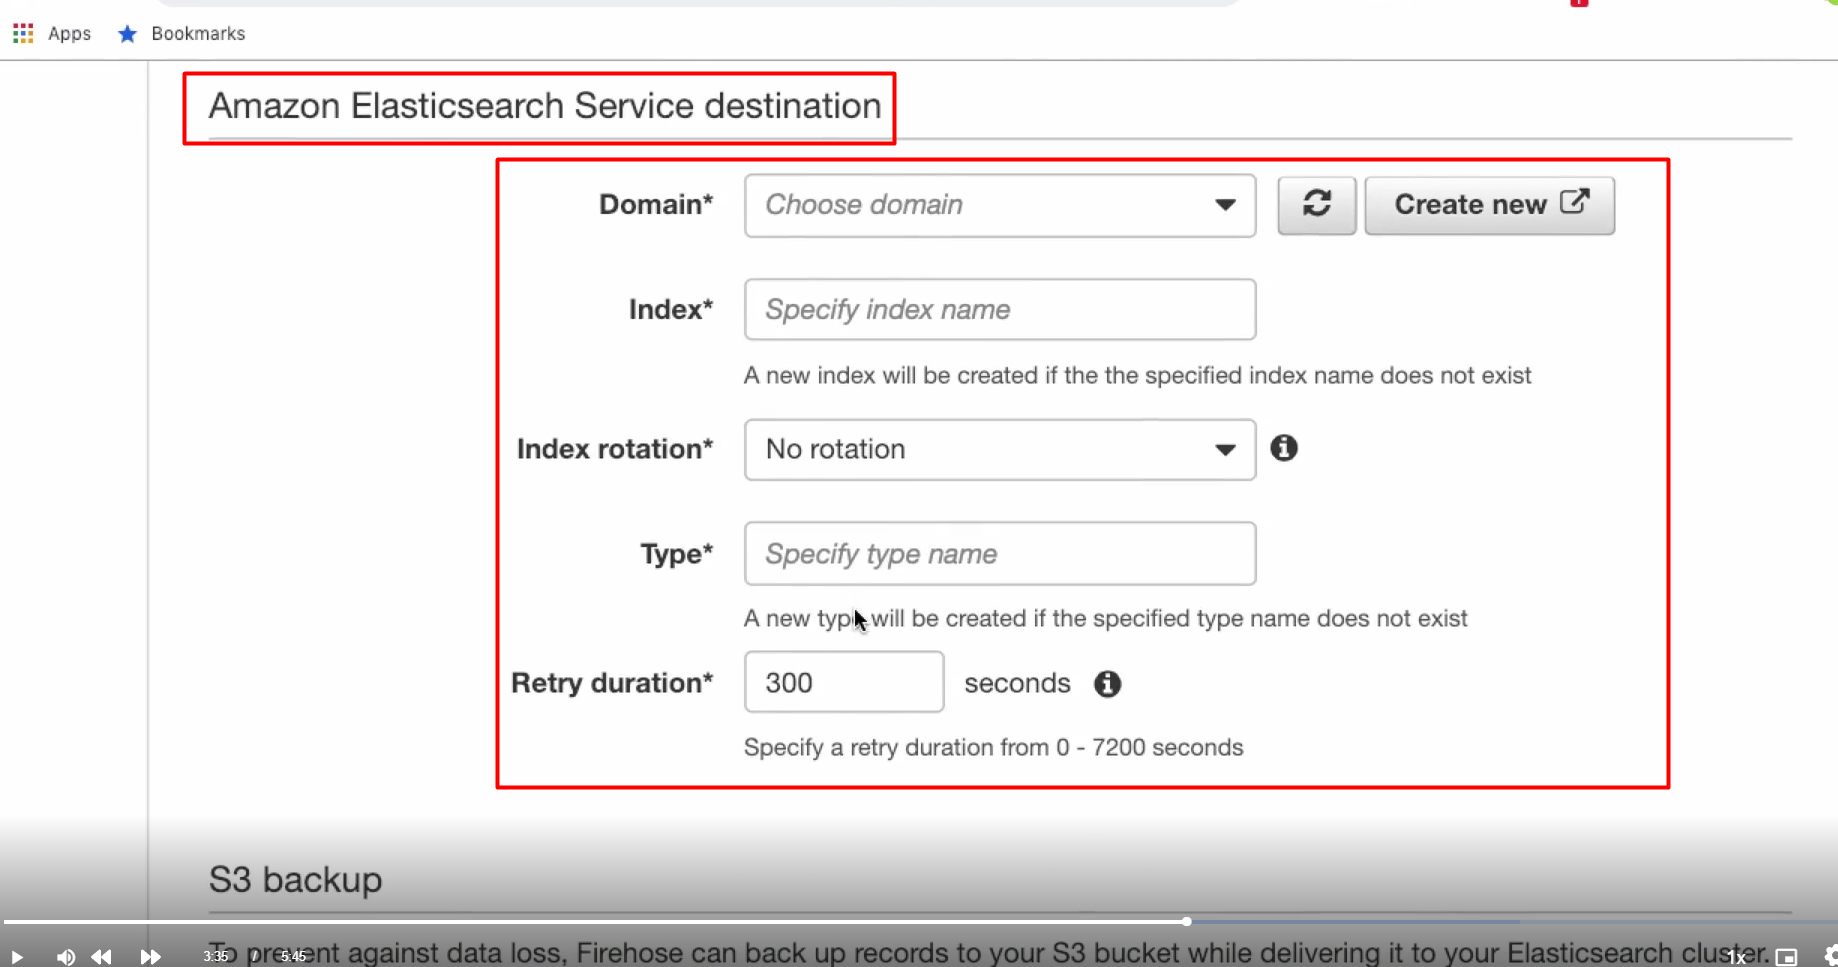 Apps Bookmarks
Amazon Elasticsearch Service destination
Domain* Choose domain Create new
Index* Specify index name
A new index will be created if the the specified index name does not exist
Index rotation* No rotation
Type* Specify type name
A new type will be created if the specified type name does not exist
Retry duration* 300 seconds
Specify a retry duration from 0 - 7200 seconds
S3 backup
To prevent against data loss, Firehose can back up records to your S3 bucket while delivering it to your Elasticsearch cluster.
3:35 / 5:45 1x